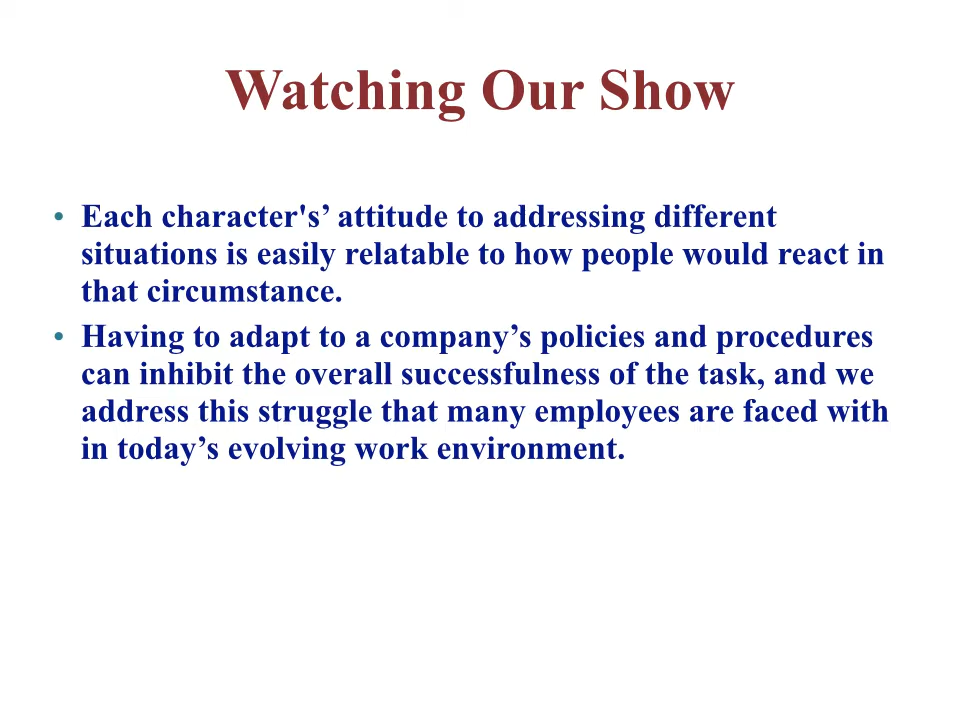 Watching Our Show
• Each character's’ attitude to addressing different
situations is easily relatable to how people would react in
that circumstance.
• Having to adapt to a company’s policies and procedures
can inhibit the overall successfulness of the task, and we
address this struggle that many employees are faced with
in today’s evolving work environment.